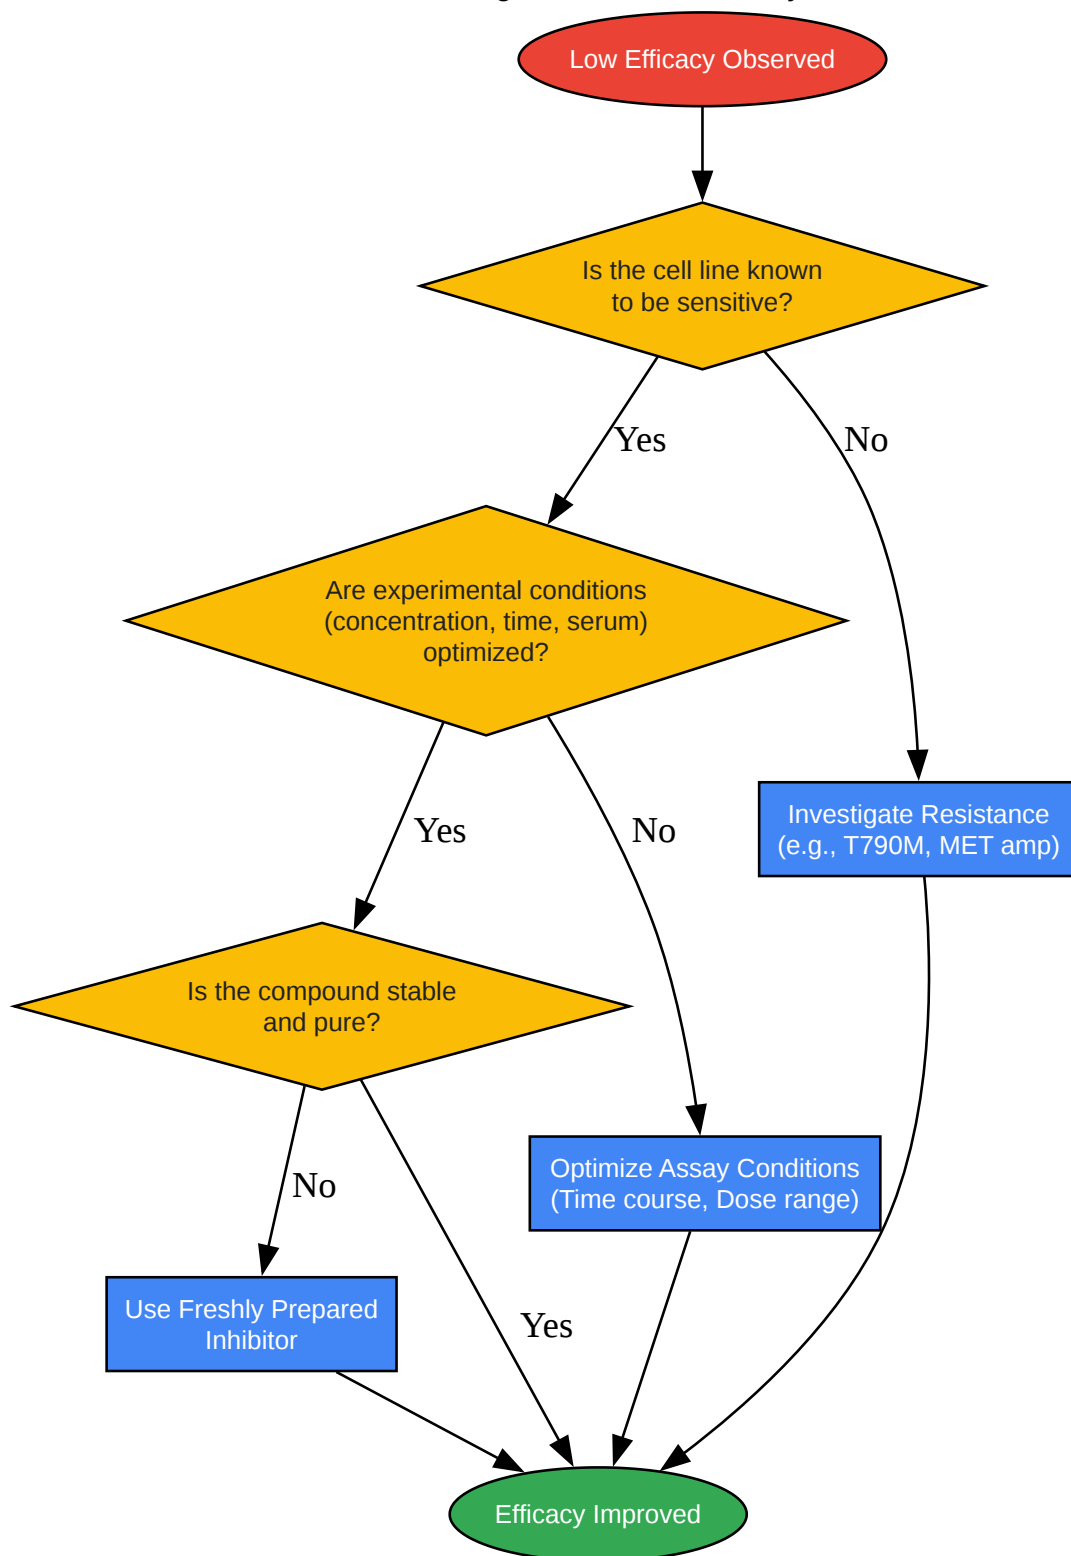 Low Efficacy Observed
Is the cell line known
to be sensitive?
Yes
No
Are experimental conditions
(concentration, time, serum)
optimized?
Investigate Resistance
(e.g., T790M, MET amp)
Yes
No
Is the compound stable
and pure?
Optimize Assay Conditions
(Time course, Dose range)
No
Use Freshly Prepared
Inhibitor
Yes
Efficacy Improved